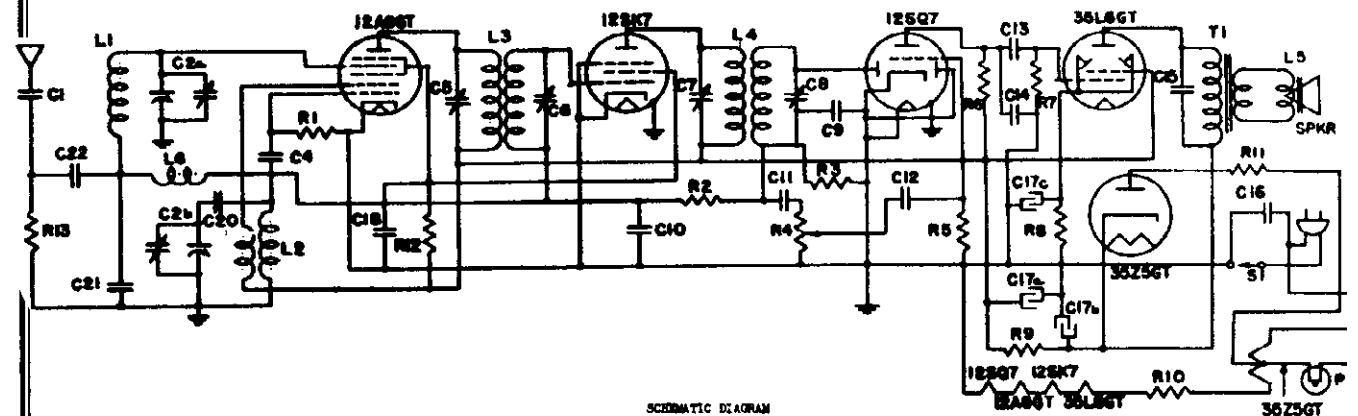 12A8GT
12SK7
12SQ7
35L6GT
L1
C2a
L3
L4
C13
T1
L5
C1
R1
C5
C6
C7
C8
C9
R6
C14
R7
C15
SPKR
C22
L6
C4
R3
R11
C11
C12
C17c
C16
R13
C2b
C20
C18
R12
R2
L2
C10
R4
R5
R8
35Z5GT
S1
C21
C17a
C17b
R9
12SQ7 12SK7
R10
12A8GT 35L6GT
P
35Z5GT
SCHEMATIC DIAGRAM